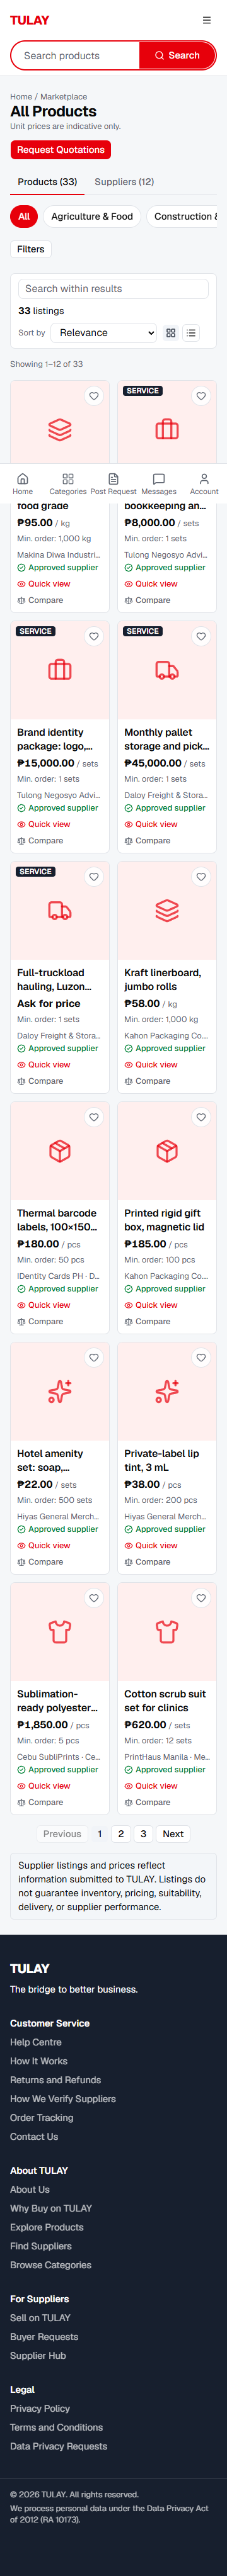 TULAY
Search products
Search
Home / Marketplace
All Products
Unit prices are indicative only.
Request Quotations
Products (33)
Suppliers (12)
All
Agriculture & Food
Construction &
Filters
Search within results
33 listings
Sort by
Relevance
Showing 1–12 of 33
SERVICE
Home
Categories
Post Request
Messages
Account
food grade
₱95.00 / kg
Min. order: 1,000 kg
Makina Diwa Industri...
Approved supplier
Quick view
Compare
bookkeeping an...
₱8,000.00 / sets
Min. order: 1 sets
Tulong Negosyo Advi...
Approved supplier
Quick view
Compare
SERVICE
Brand identity
package: logo,...
₱15,000.00 / sets
Min. order: 1 sets
Tulong Negosyo Advi...
Approved supplier
Quick view
Compare
SERVICE
Monthly pallet
storage and pick...
₱45,000.00 / sets
Min. order: 1 sets
Daloy Freight & Stora...
Approved supplier
Quick view
Compare
SERVICE
Full-truckload
hauling, Luzon...
Ask for price
Min. order: 1 sets
Daloy Freight & Stora...
Approved supplier
Quick view
Compare
Kraft linerboard,
jumbo rolls
₱58.00 / kg
Min. order: 1,000 kg
Kahon Packaging Co....
Approved supplier
Quick view
Compare
Thermal barcode
labels, 100×150...
₱180.00 / pcs
Min. order: 50 pcs
IDentity Cards PH · D...
Approved supplier
Quick view
Compare
Printed rigid gift
box, magnetic lid
₱185.00 / pcs
Min. order: 100 pcs
Kahon Packaging Co....
Approved supplier
Quick view
Compare
Hotel amenity
set: soap,...
₱22.00 / sets
Min. order: 500 sets
Hiyas General Merch...
Approved supplier
Quick view
Compare
Private-label lip
tint, 3 mL
₱38.00 / pcs
Min. order: 200 pcs
Hiyas General Merch...
Approved supplier
Quick view
Compare
Sublimation-
ready polyester...
₱1,850.00 / pcs
Min. order: 5 pcs
Cebu SubliPrints · Ce...
Approved supplier
Quick view
Compare
Cotton scrub suit
set for clinics
₱620.00 / sets
Min. order: 12 sets
PrintHaus Manila · Me...
Approved supplier
Quick view
Compare
Previous
1
2
3
Next
Supplier listings and prices reflect
information submitted to TULAY. Listings do
not guarantee inventory, pricing, suitability,
delivery, or supplier performance.
TULAY
The bridge to better business.
Customer Service
Help Centre
How It Works
Returns and Refunds
How We Verify Suppliers
Order Tracking
Contact Us
About TULAY
About Us
Why Buy on TULAY
Explore Products
Find Suppliers
Browse Categories
For Suppliers
Sell on TULAY
Buyer Requests
Supplier Hub
Legal
Privacy Policy
Terms and Conditions
Data Privacy Requests
© 2026 TULAY. All rights reserved.
We process personal data under the Data Privacy Act
of 2012 (RA 10173).